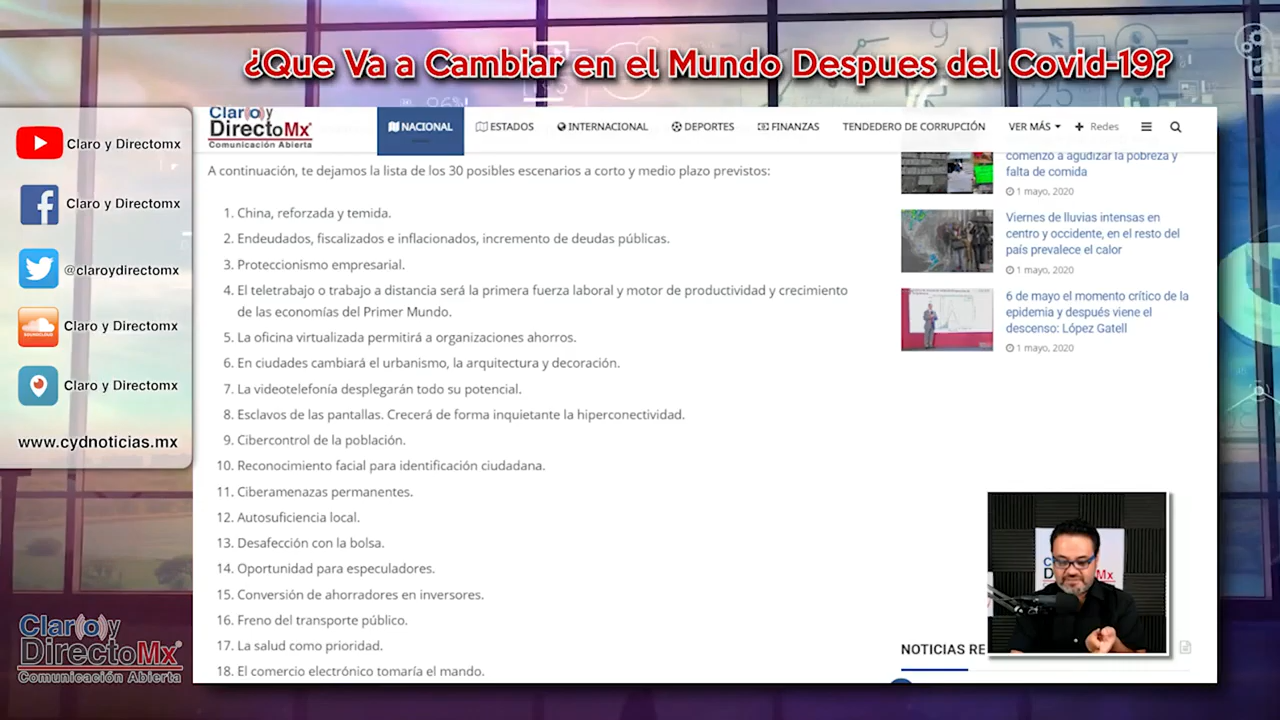 ¿Que Va a Cambiar en el Mundo Despues del Covid-19?
Claro y Directomx
Claro y Directomx
@claroydirectomx
Claro y Directomx
Claro y Directomx
www.cydnoticias.mx
Claro y
DirectoMx
Comunicación Abierta
NACIONAL
ESTADOS
INTERNACIONAL
DEPORTES
FINANZAS
TENDEDERO DE CORRUPCIÓN
VER MÁS
Redes
A continuación, te dejamos la lista de los 30 posibles escenarios a corto y medio plazo previstos:
1. China, reforzada y temida.
2. Endeudados, fiscalizados e inflacionados, incremento de deudas públicas.
3. Proteccionismo empresarial.
4. El teletrabajo o trabajo a distancia será la primera fuerza laboral y motor de productividad y crecimiento
de las economías del Primer Mundo.
5. La oficina virtualizada permitirá a organizaciones ahorros.
6. En ciudades cambiará el urbanismo, la arquitectura y decoración.
7. La videotelefonía desplegarán todo su potencial.
8. Esclavos de las pantallas. Crecerá de forma inquietante la hiperconectividad.
9. Cibercontrol de la población.
10. Reconocimiento facial para identificación ciudadana.
11. Ciberamenazas permanentes.
12. Autosuficiencia local.
13. Desafección con la bolsa.
14. Oportunidad para especuladores.
15. Conversión de ahorradores en inversores.
16. Freno del transporte público.
17. La salud como prioridad.
18. El comercio electrónico tomaría el mando.
comenzó a agudizar la pobreza y
falta de comida
1 mayo, 2020
Viernes de lluvias intensas en
centro y occidente, en el resto del
país prevalece el calor
1 mayo, 2020
6 de mayo el momento crítico de la
epidemia y después viene el
descenso: López Gatell
1 mayo, 2020
NOTICIAS RE
Claro y
DirectoMx
Comunicación Abierta